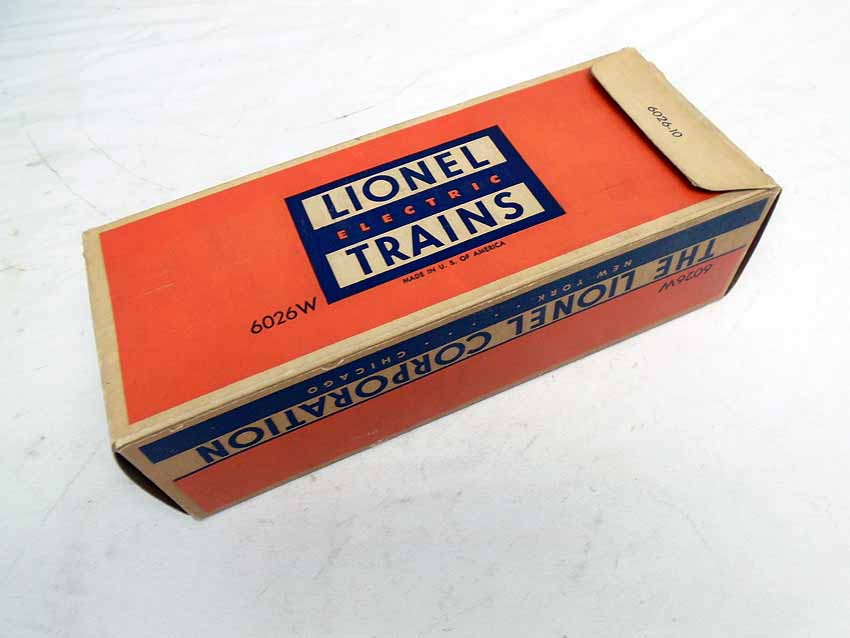 6026-10
LIONEL
ELECTRIC
TRAINS
MADE IN U. S. OF AMERICA
6026W
6026W
THE LIONEL CORPORATION
NEW YORK . . . . . CHICAGO